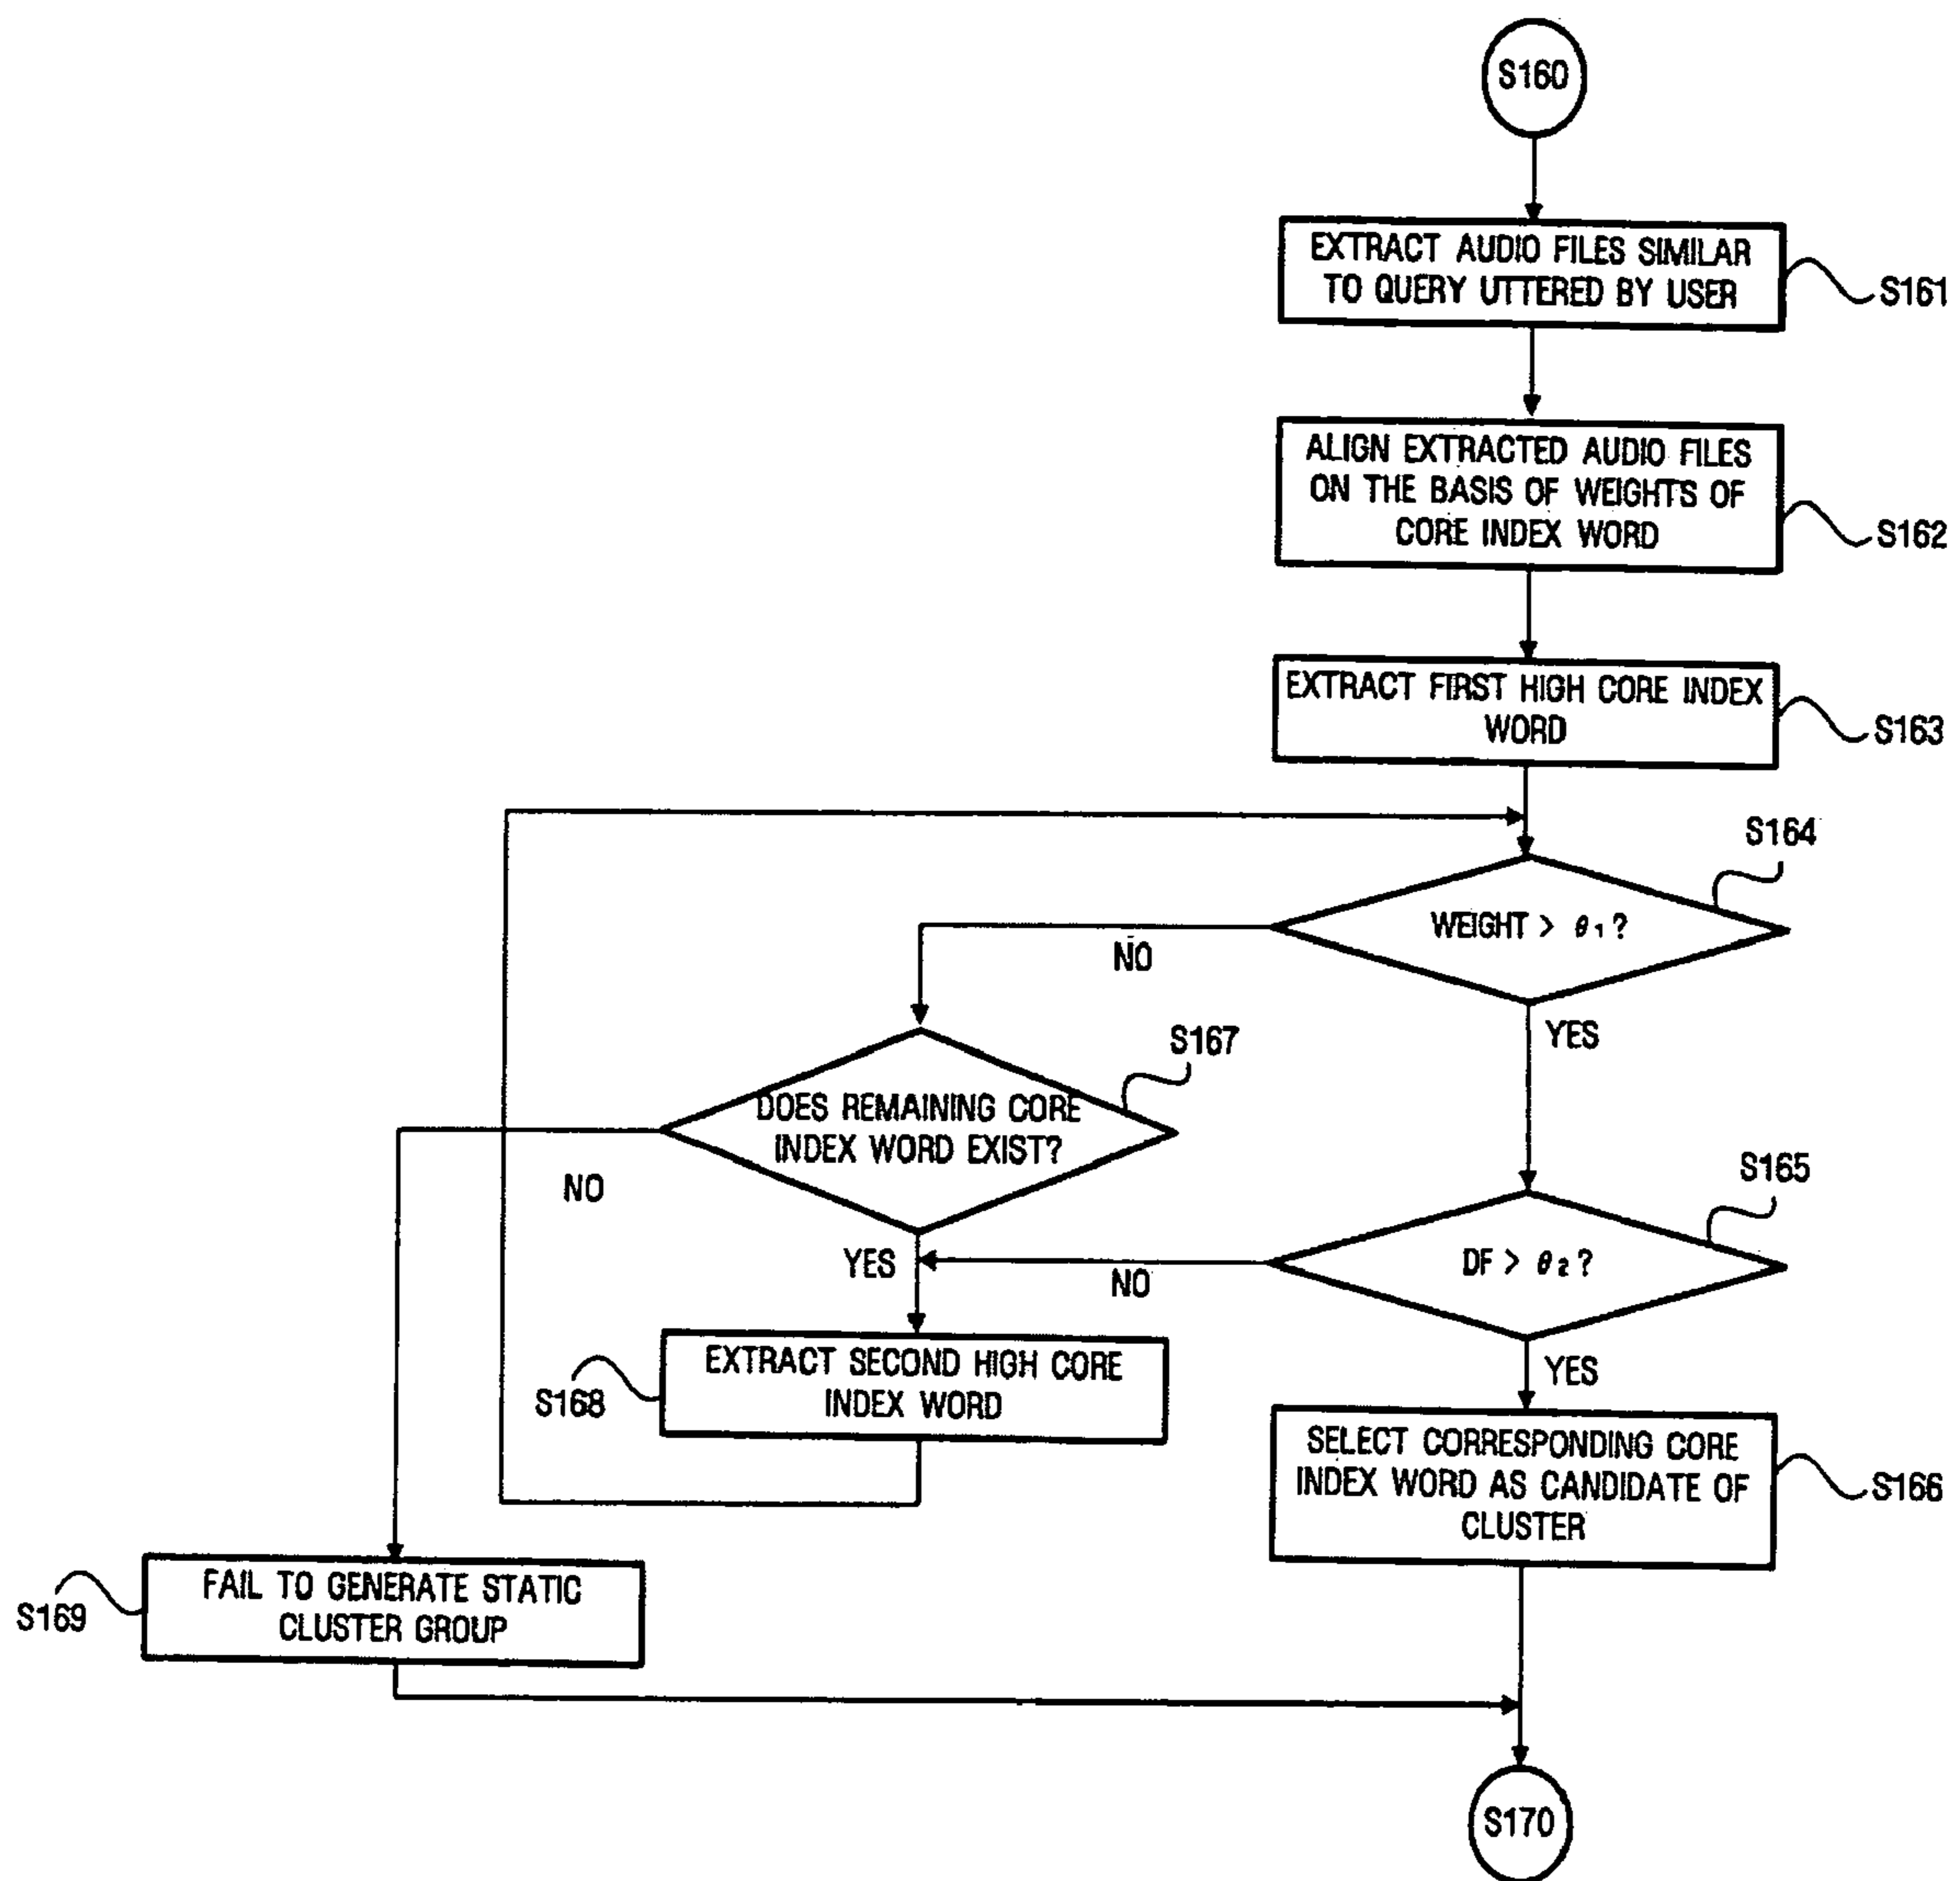 S160
EXTRACT AUDIO FILES SIMILAR
TO QUERY UTTERED BY USER
S161
ALIGN EXTRACTED AUDIO FILES
ON THE BASIS OF WEIGHTS OF
CORE INDEX WORD
S162
EXTRACT FIRST HIGH CORE INDEX
WORD
S163
S164
WEIGHT > θ1?
NO
YES
S167
DOES REMAINING CORE
INDEX WORD EXIST?
NO
YES
S165
DF > θ2?
NO
YES
EXTRACT SECOND HIGH CORE
INDEX WORD
S168
SELECT CORRESPONDING CORE
INDEX WORD AS CANDIDATE OF
CLUSTER
S166
FAIL TO GENERATE STATIC
CLUSTER GROUP
S169
S170